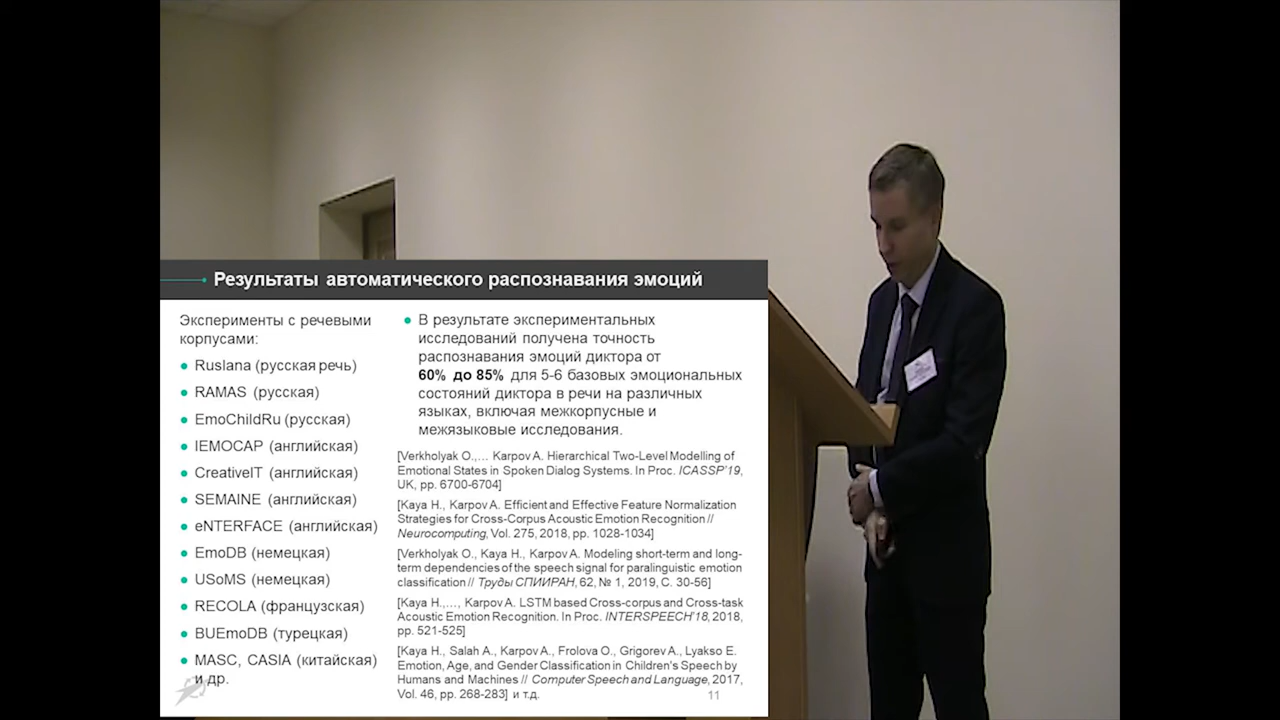 Результаты автоматического распознавания эмоций
Эксперименты с речевыми
корпусами:
● Ruslana (русская речь)
● RAMAS (русская)
● EmoChildRu (русская)
● IEMOCAP (английская)
● CreativeIT (английская)
● SEMAINE (английская)
● eNTERFACE (английская)
● EmoDB (немецкая)
● USoMS (немецкая)
● RECOLA (французская)
● BUEmoDB (турецкая)
● MASC, CASIA (китайская)
и др.
● В результате экспериментальных
исследований получена точность
распознавания эмоций диктора от
60% до 85% для 5-6 базовых эмоциональных
состояний диктора в речи на различных
языках, включая межкорпусные и
межязыковые исследования.
[Verkholyak O.,… Karpov A. Hierarchical Two-Level Modelling of
Emotional States in Spoken Dialog Systems. In Proc. ICASSP'19,
UK, pp. 6700-6704]
[Kaya H., Karpov A. Efficient and Effective Feature Normalization
Strategies for Cross-Corpus Acoustic Emotion Recognition //
Neurocomputing, Vol. 275, 2018, pp. 1028-1034]
[Verkholyak O., Kaya H., Karpov A. Modeling short-term and long-
term dependencies of the speech signal for paralinguistic emotion
classification // Труды СПИИРАН, 62, № 1, 2019, С. 30-56]
[Kaya H.,…, Karpov A. LSTM based Cross-corpus and Cross-task
Acoustic Emotion Recognition. In Proc. INTERSPEECH'18, 2018,
pp. 521-525]
[Kaya H., Salah A., Karpov A., Frolova O., Grigorev A., Lyakso E.
Emotion, Age, and Gender Classification in Children's Speech by
Humans and Machines // Computer Speech and Language, 2017,
Vol. 46, pp. 268-283] и т.д.
11